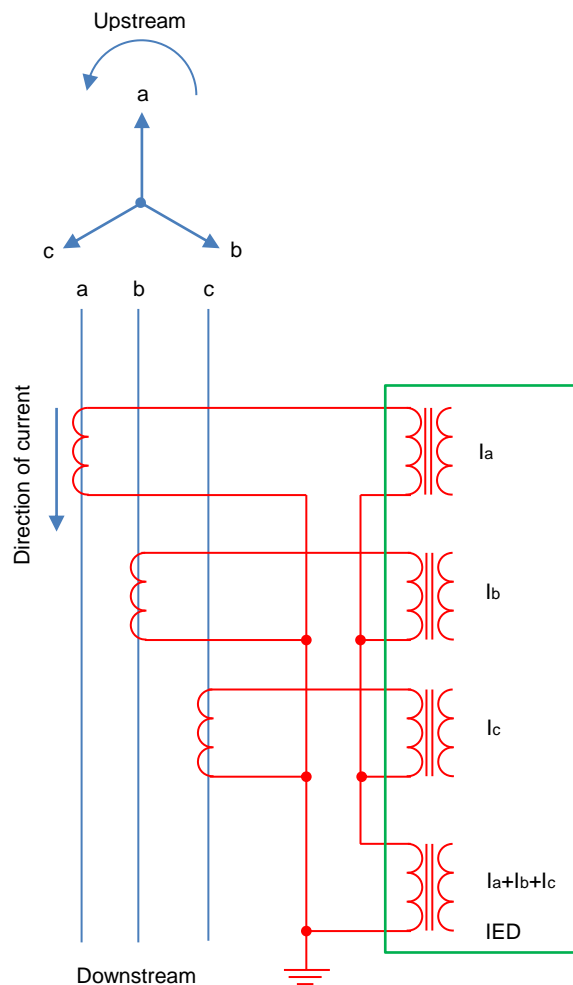 Upstream
a
c
b
a b c
Direction of current
Ia
Ib
Ic
Ia+Ib+Ic
IED
Downstream